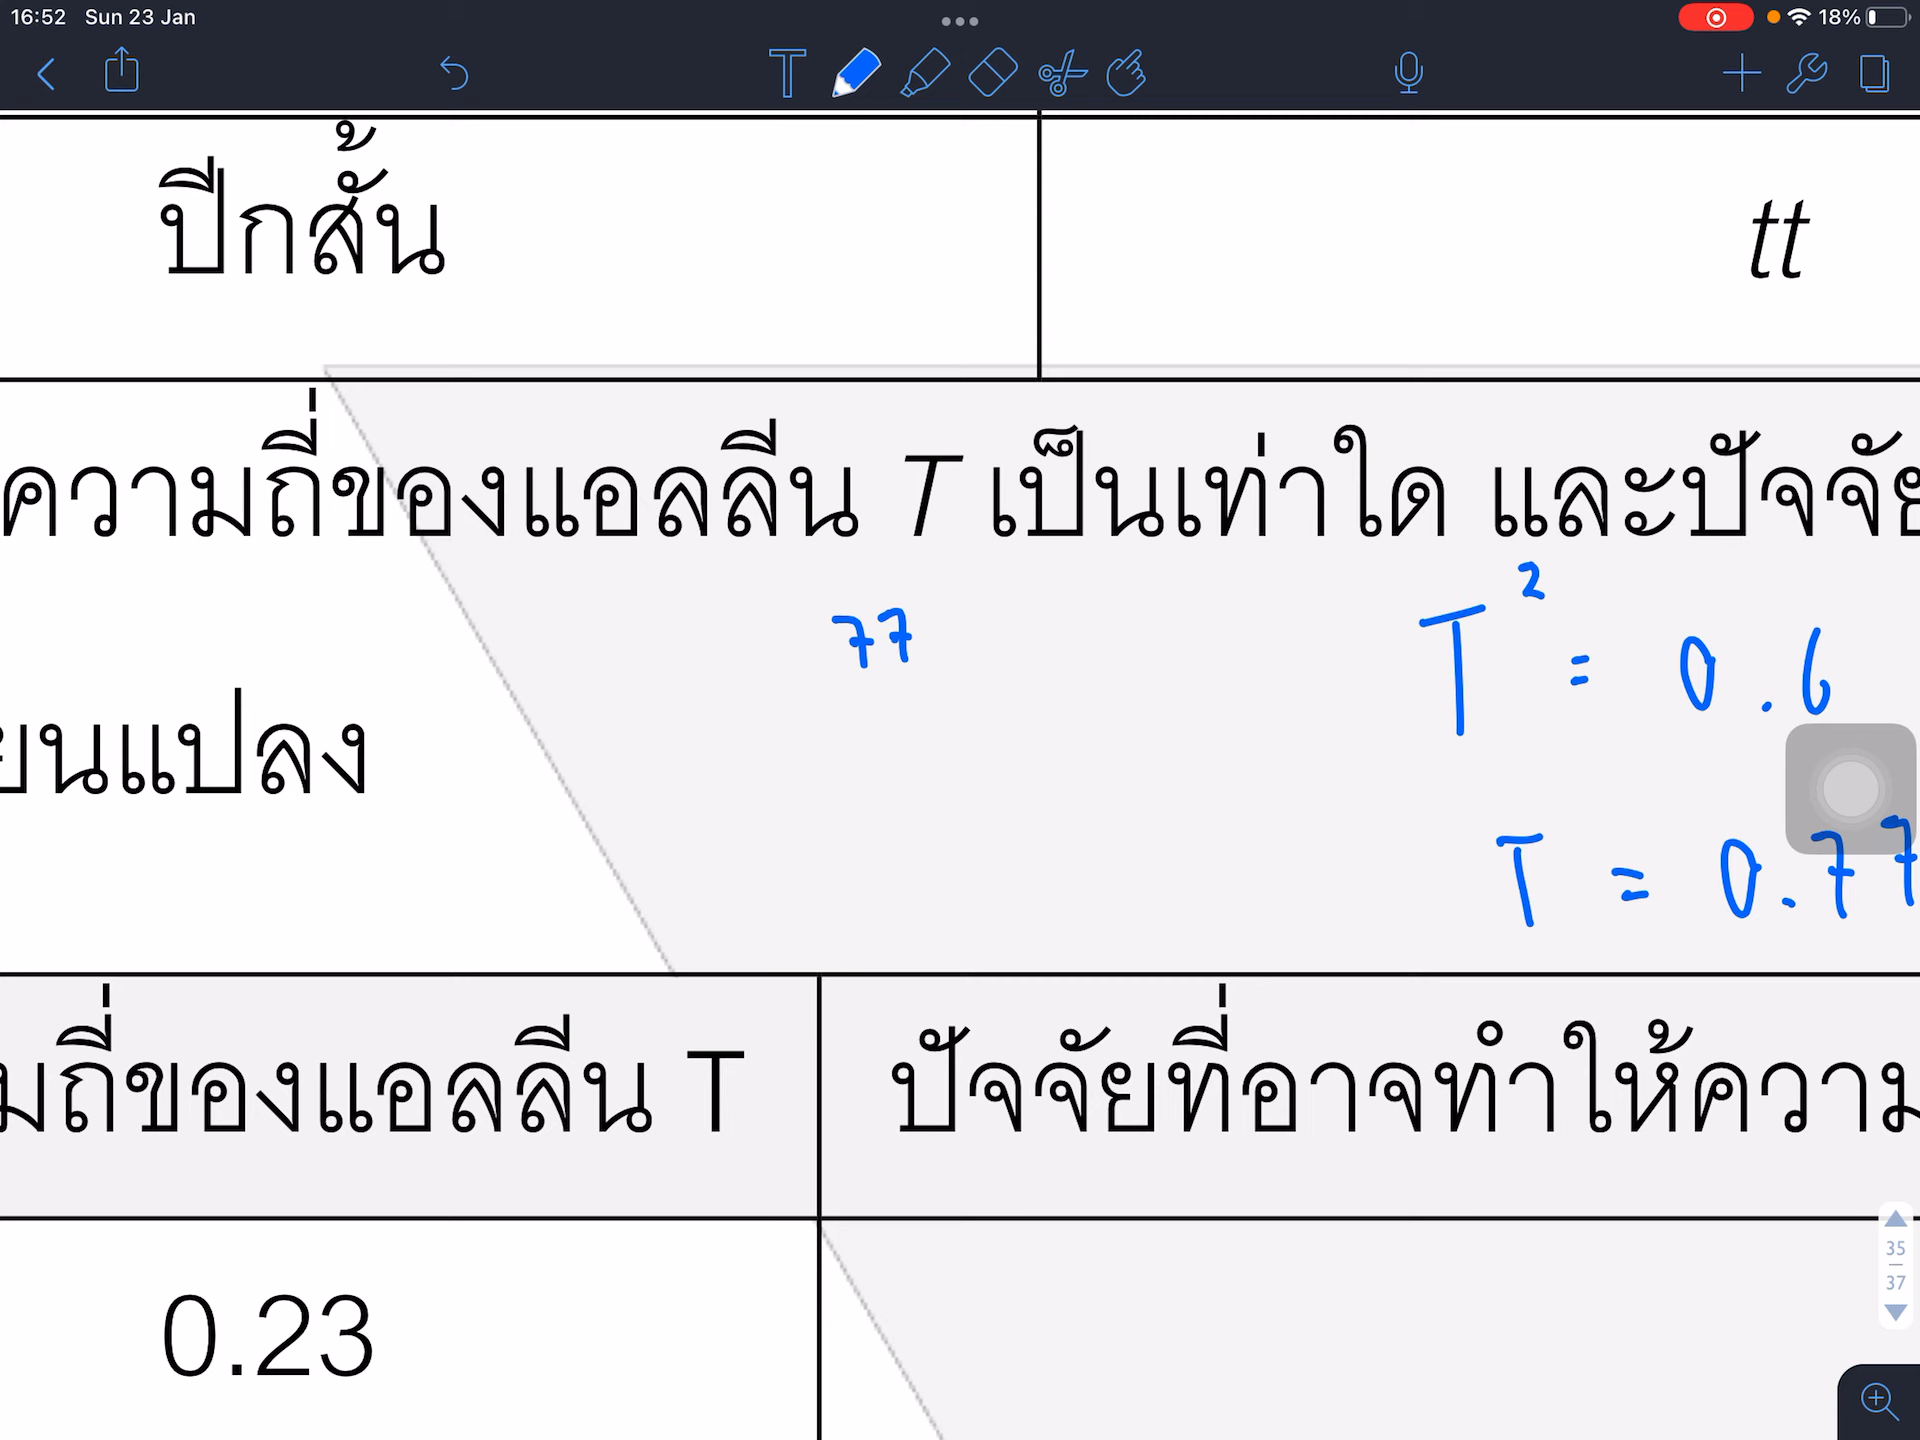 16:52 Sun 23 Jan
18%
T
ปีกสั้น
tt
ความถี่ของแอลลีน T เป็นเท่าใด และปัจจัย
T² = 0.6
77
ยนแปลง
T = 0.77
มถี่ของแอลลีน T
ปัจจัยที่อาจทำให้ความ
0.23
35
37